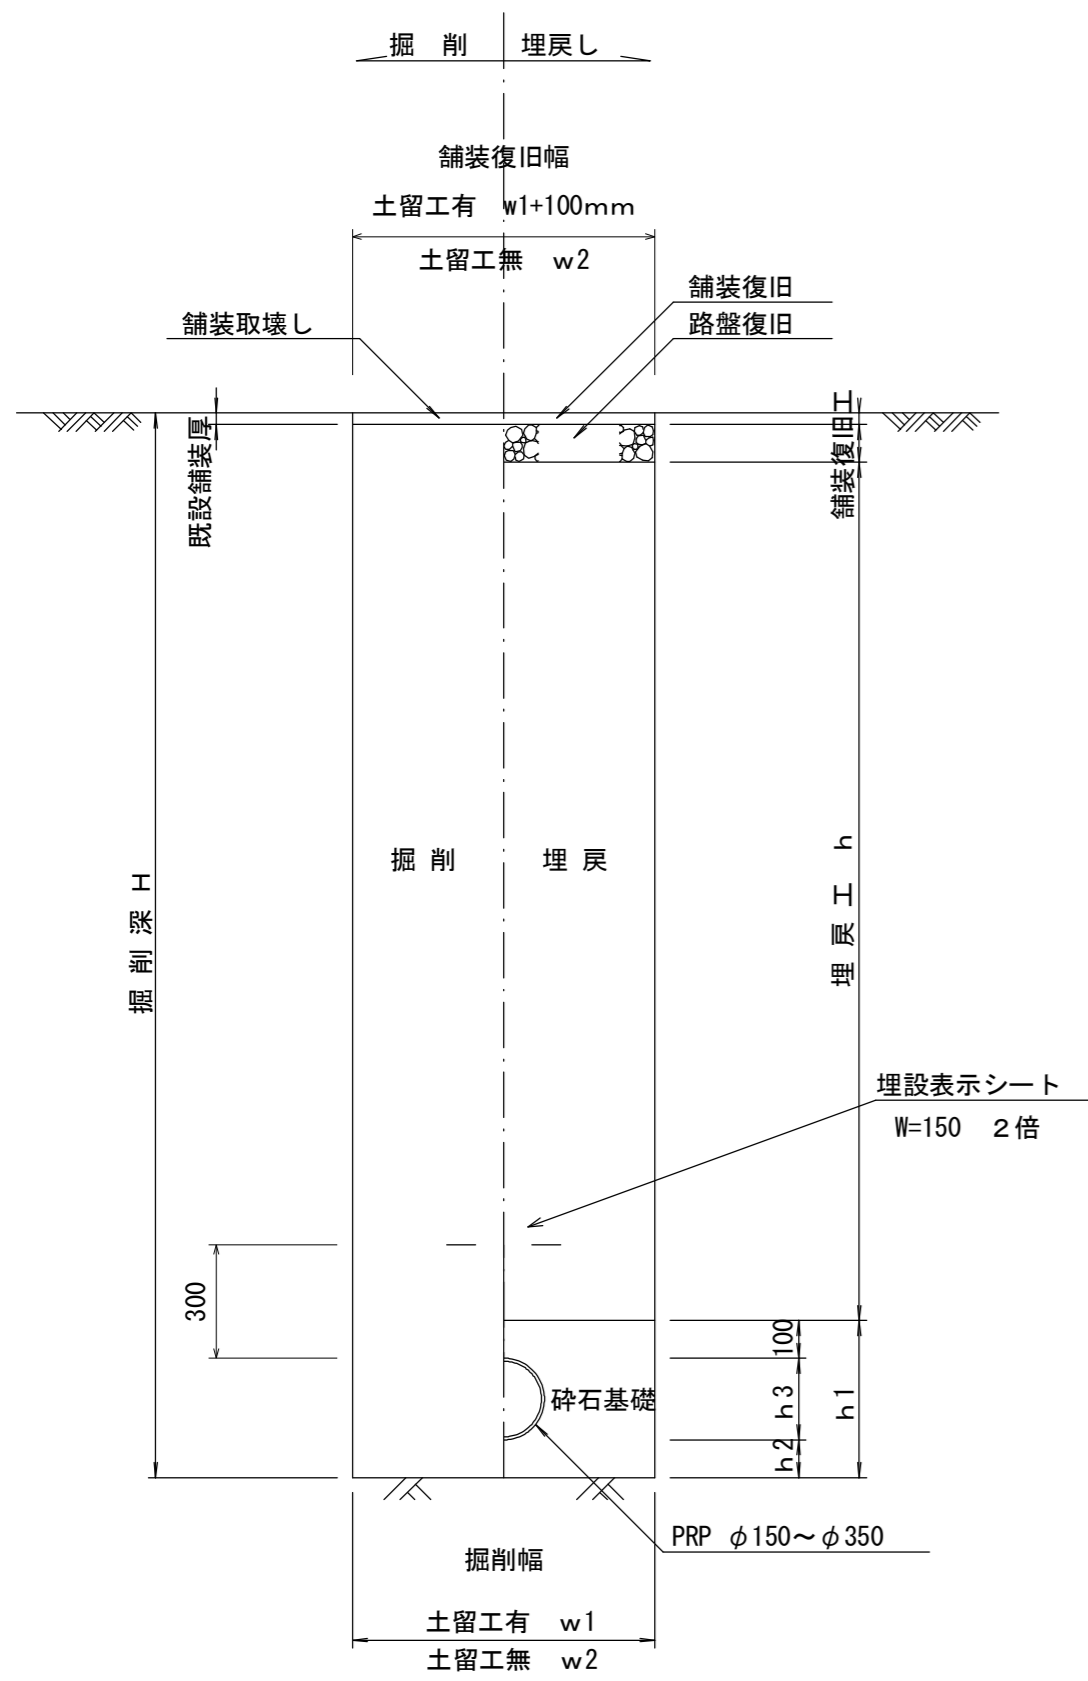 掘　削
埋戻し
舗装復旧幅
土留工有　w1+100mm
土留工無　w2
舗装復旧
路盤復旧
舗装取壊し
既設舗装厚
舗装復旧工
掘削
埋戻
掘削深 H
埋戻工 h
埋設表示シート
W=150　2倍
300
100
砕石基礎
h3
h1
h2
PRP φ150～φ350
掘削幅
土留工有　w1
土留工無　w2